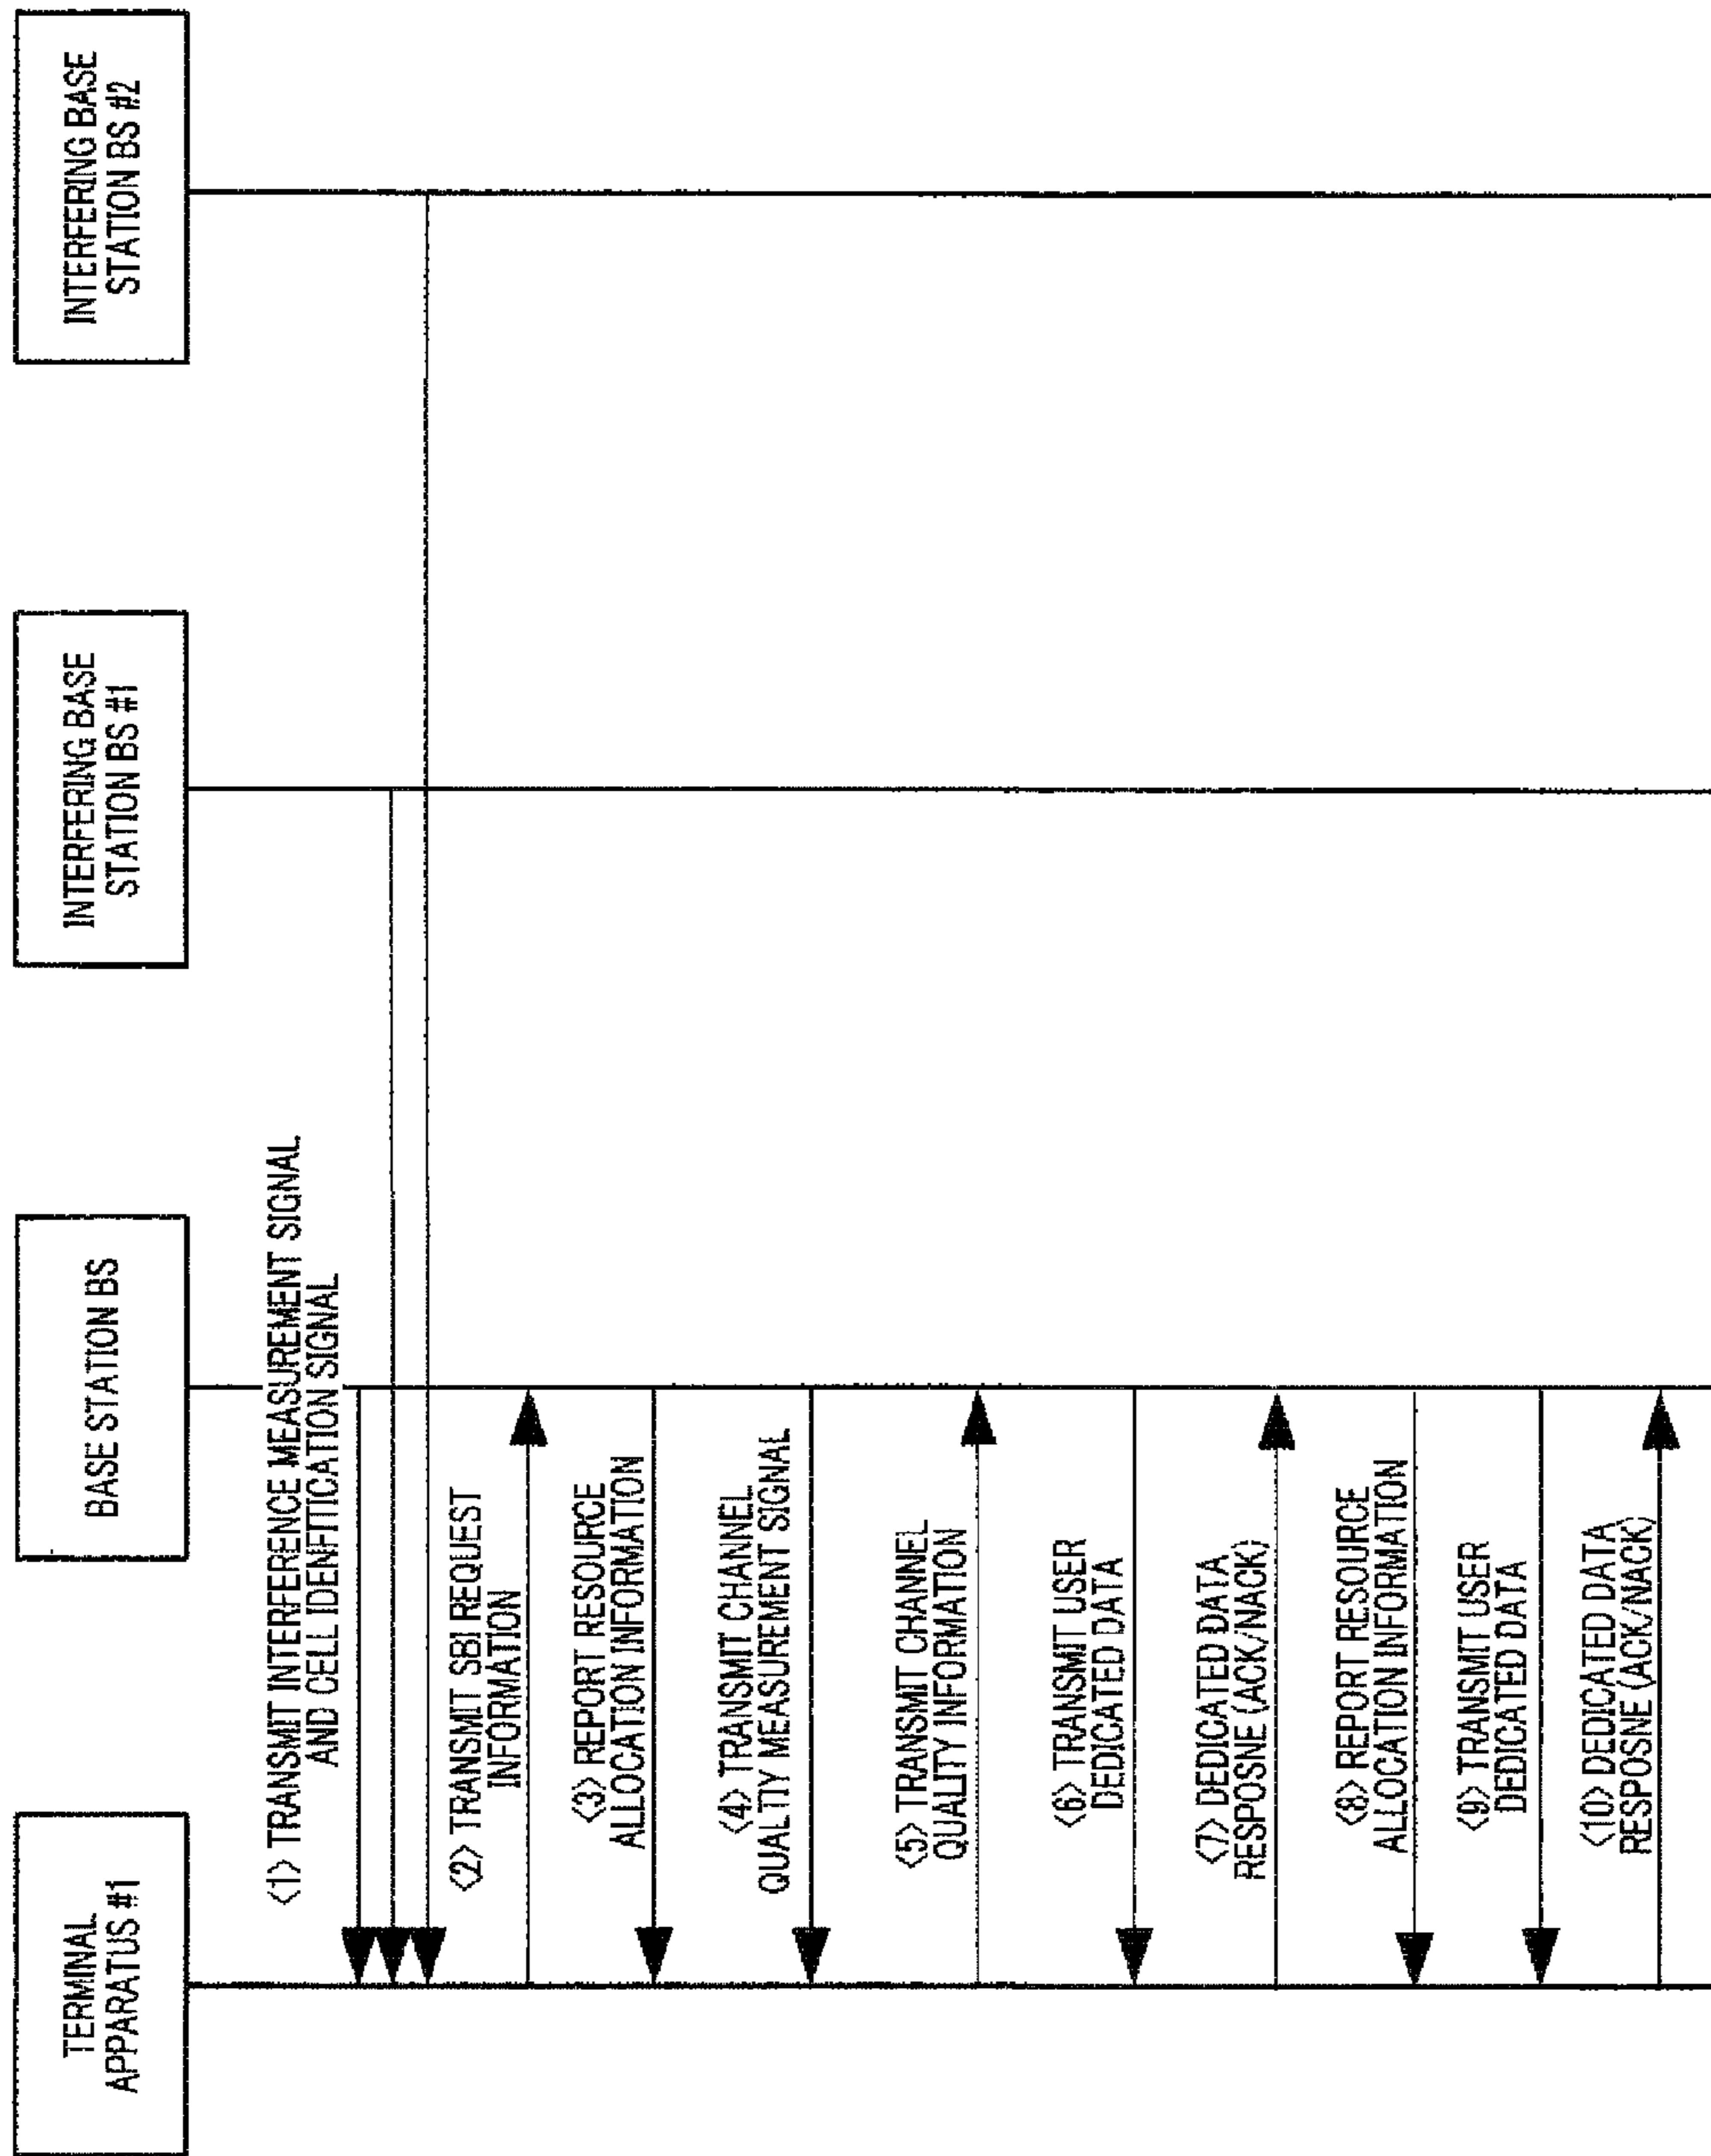 TERMINAL
APPARATUS #1
BASE STATION BS
INTERFERING BASE
STATION BS #1
INTERFERING BASE
STATION BS #2
<1> TRANSMIT INTERFERENCE MEASUREMENT SIGNAL
AND CELL IDENFITCATION SIGNAL
<2> TRANSMIT SBI REQUEST
INFORMATION
<3> REPORT RESOURCE
ALLOCATION INFORMATION
<4> TRANSMIT CHANNEL
QUALTIY MEASUREMENT SIGNAL
<5> TRANSMIT CHANNEL
QUALITY INFORMATION
<6> TRANSMIT USER
DEDICATED DATA
<7> DEDICATED DATA
RESPOSNE (ACK/NACK)
<8> REPORT RESOURCE
ALLOCATION INFORMATION
<9> TRANSMIT USER
DEDICATED DATA
<10> DEDICATED DATA
RESPOSNE (ACK/NACK)